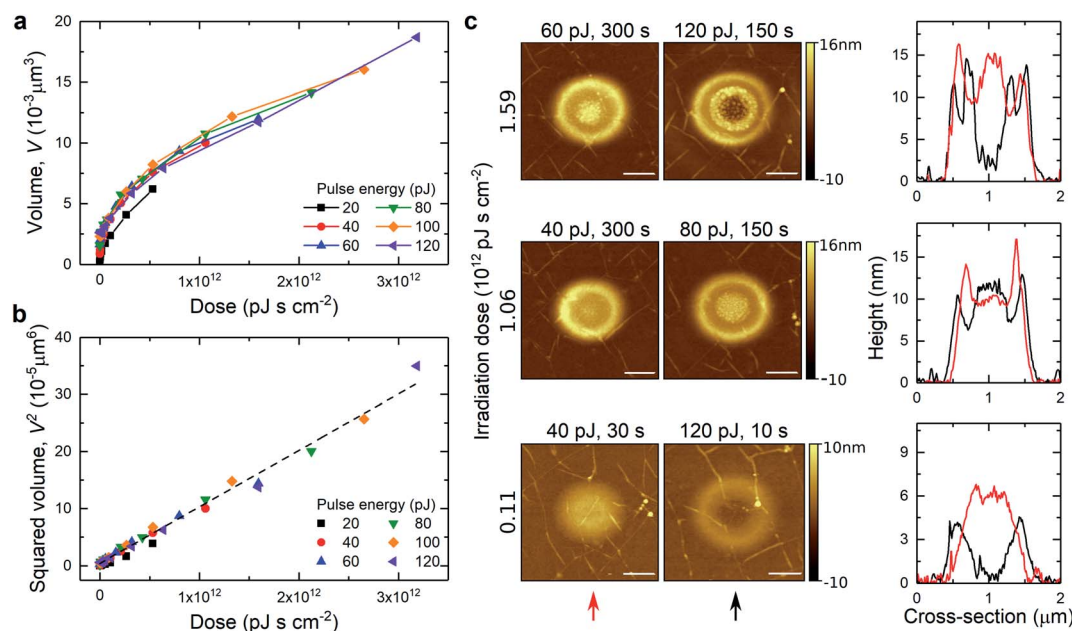 a
20
15
10
5
0
Volume, V (10⁻³μm³)
Pulse energy (pJ)
20 80
40 100
60 120
0 1x10¹² 2x10¹² 3x10¹²
Dose (pJ s cm⁻²)
b
40
30
20
10
0
Squared volume, V² (10⁻⁵μm⁶)
Pulse energy (pJ)
20 80
40 100
60 120
0 1x10¹² 2x10¹² 3x10¹²
Dose (pJ s cm⁻²)
c
Irradiation dose (10¹² pJ s cm⁻²)
60 pJ, 300 s 120 pJ, 150 s
1.59
16nm
-10
15
10
5
0
0 1 2
40 pJ, 300 s 80 pJ, 150 s
1.06
16nm
-10
Height (nm)
15
10
5
0
0 1 2
40 pJ, 30 s 120 pJ, 10 s
0.11
10nm
-10
9
6
3
0
0 1 2
Cross-section (μm)